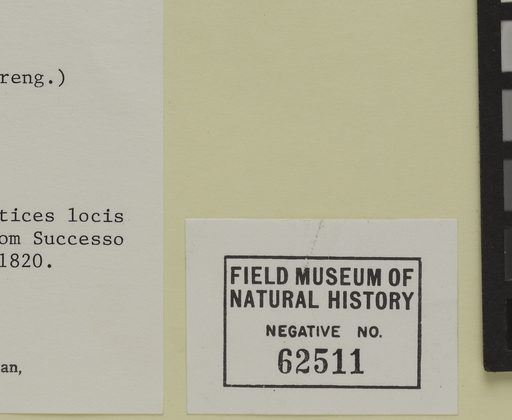 reng.)
tices locis
om Successo
1820.
an,
FIELD MUSEUM OF
NATURAL HISTORY
NEGATIVE NO.
62511